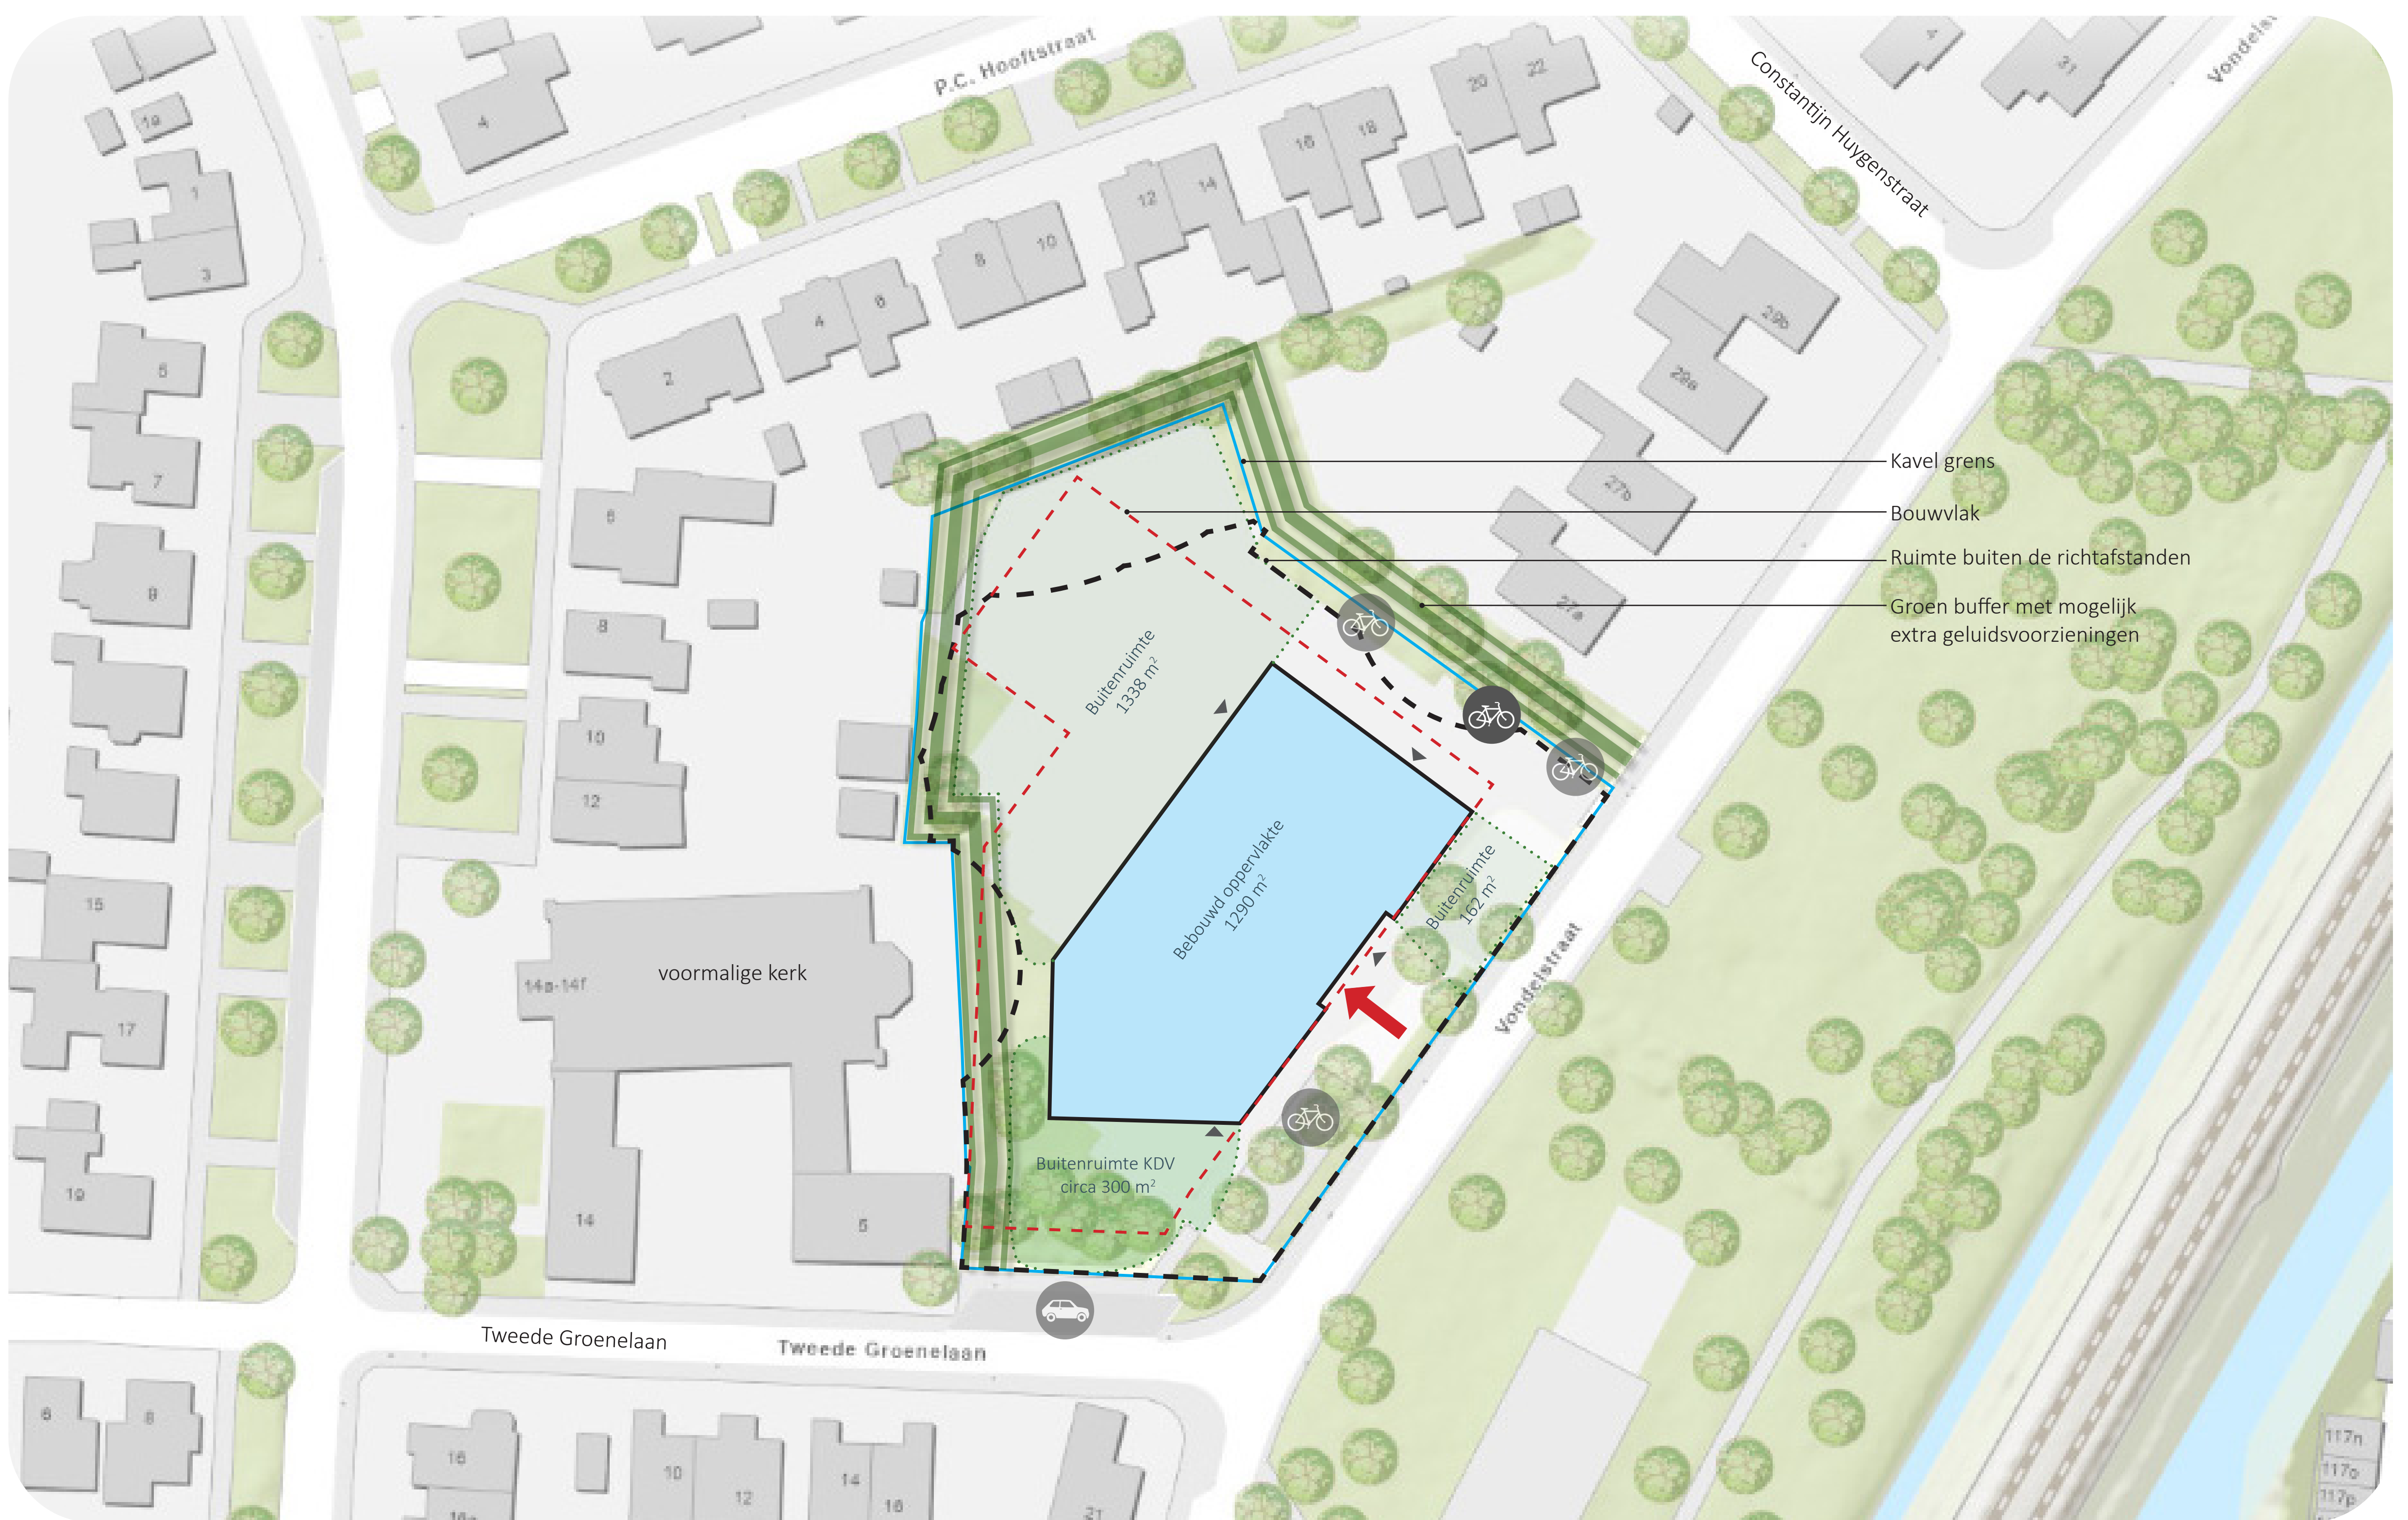 P.C. Hooftstraat
Constantijn Huygenstraat
4
31
1a
4
1
3
20
22
16
18
12
14
8
10
4
6
2
29b
29a
27b
27a
5
7
9
15
17
19
6
8
10
12
Kavel grens
Bouwvlak
Ruimte buiten de richtafstanden
Groen buffer met mogelijk
extra geluidsvoorzieningen
Buitenruimte
1338 m²
Bebouwd oppervlakte
1290 m²
Buitenruimte
162 m²
Vondelstraat
voormalige kerk
14a-14f
14
5
Buitenruimte KDV
circa 300 m²
Tweede Groenelaan
Tweede Groenelaan
6
8
16
10
12
14
16
21
117n
117o
117p